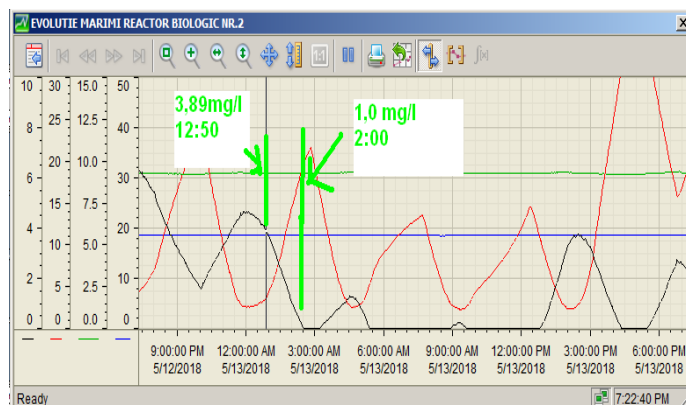 EVOLUTIE MARIMI REACTOR BIOLOGIC NR.2
1:1
f(x)
10 30 15.0 50
8 25 12.5 40
6 20 10.0 30
4 15 7.5 20
2 10 5.0 10
0 5 2.5 0
0 0.0
3,89mg/l
12:50
1,0 mg/l
2:00
9:00:00 PM 12:00:00 AM 3:00:00 AM 6:00:00 AM 9:00:00 AM 12:00:00 PM 3:00:00 PM 6:00:00 PM
5/12/2018 5/13/2018 5/13/2018 5/13/2018 5/13/2018 5/13/2018 5/13/2018 5/13/2018
Ready 7:22:40 PM